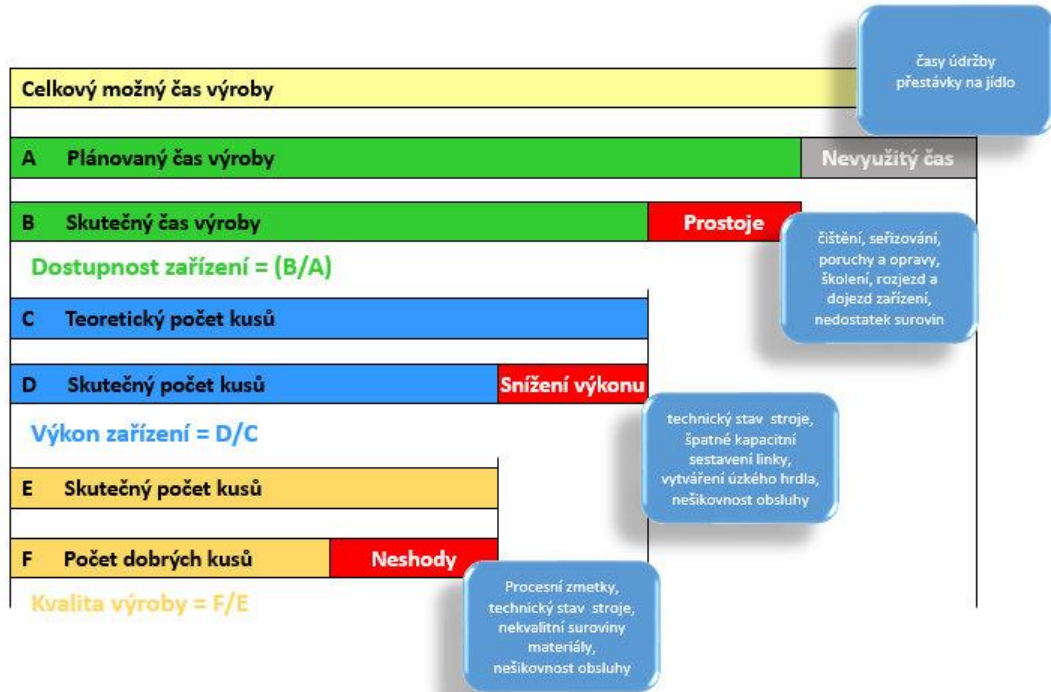 časy údržby
přestávky na jídlo
Celkový možný čas výroby
A Plánovaný čas výroby
Nevyužitý čas
B Skutečný čas výroby
Prostoje
čištění, seřizování,
poruchy a opravy,
školení, rozjezd a
dojezd zařízení,
nedostatek surovin
Dostupnost zařízení = (B/A)
C Teoretický počet kusů
D Skutečný počet kusů
Snížení výkonu
technický stav stroje,
špatné kapacitní
sestavení linky,
vytváření úzkého hrdla,
nešikovnost obsluhy
Výkon zařízení = D/C
E Skutečný počet kusů
F Počet dobrých kusů
Neshody
Procesní zmetky,
technický stav stroje,
nekvalitní suroviny
materiály,
nešikovnost obsluhy
Kvalita výroby = F/E